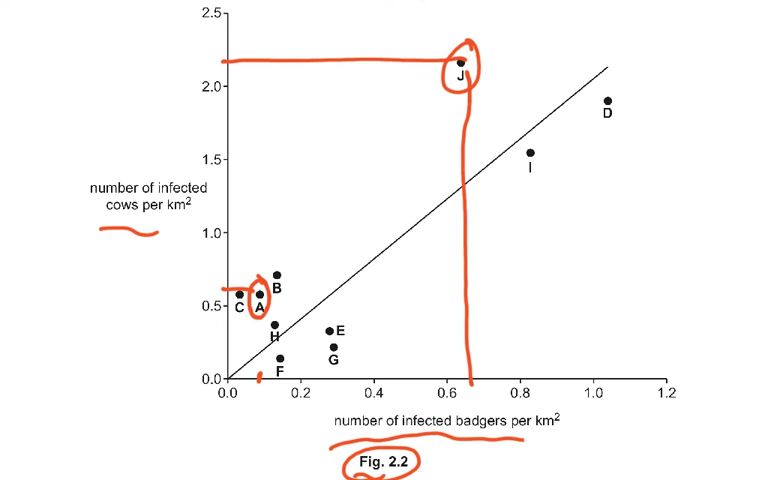 2.5
J
2.0
D
I
1.5
number of infected
cows per km²
1.0
B
C
A
0.5
H
E
F
G
0.0
0.0
0.2
0.4
0.6
0.8
1.0
1.2
number of infected badgers per km²
Fig. 2.2